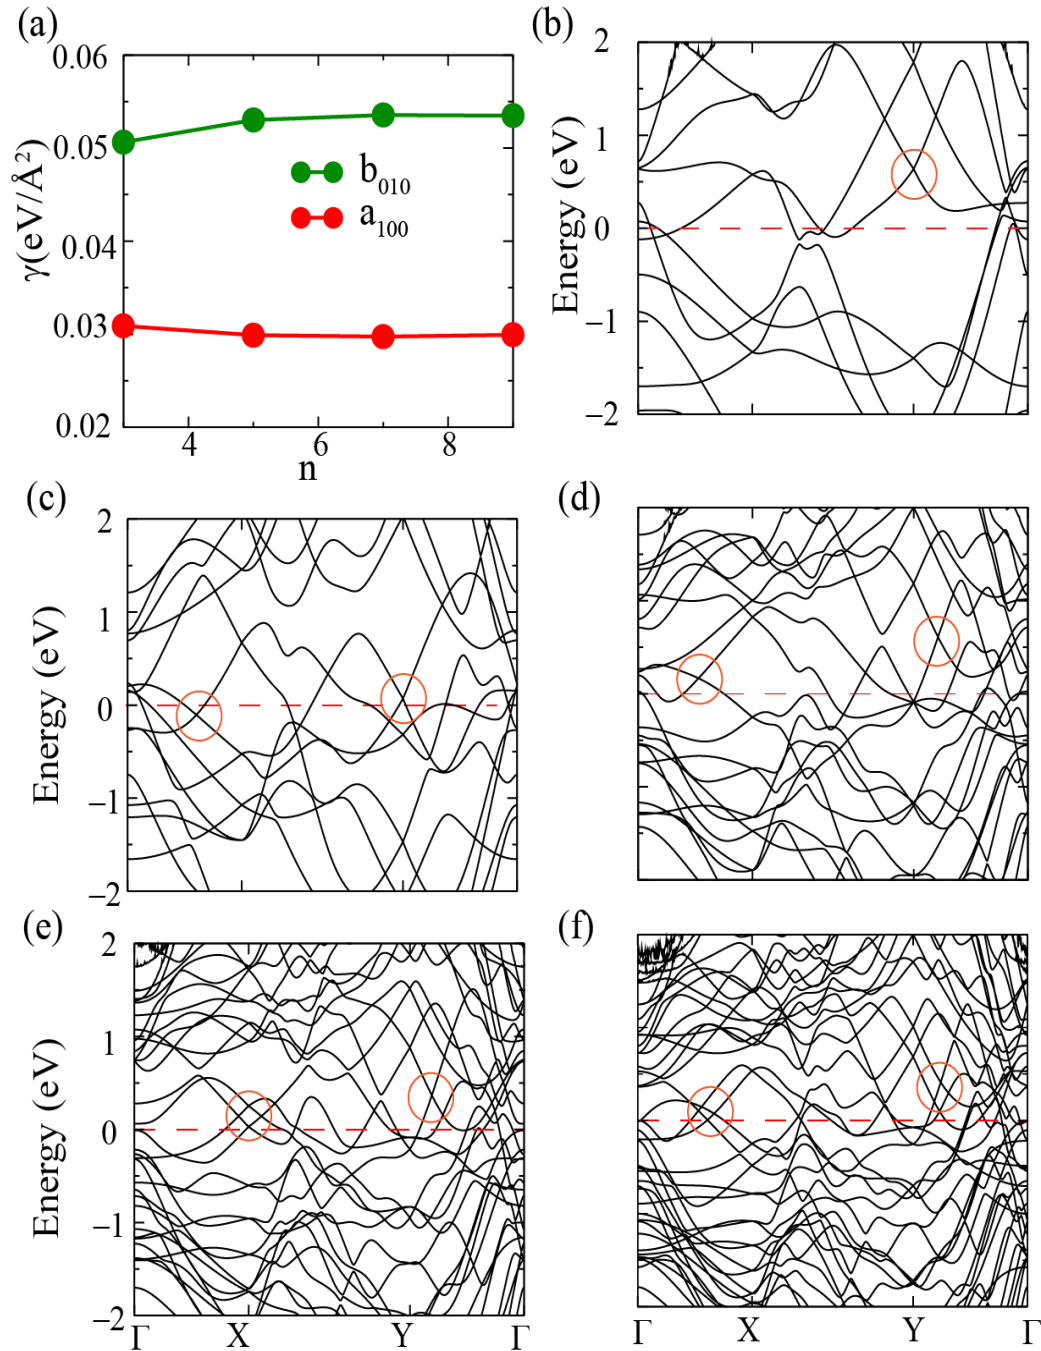 (a)
0.06
0.05
0.04
0.03
0.02
γ(eV/Å²)
b₀₁₀
a₁₀₀
4 6 8
n
(b)
2
1
0
−1
−2
Energy (eV)
(c)
2
1
0
−1
−2
Energy (eV)
(d)
(e)
2
1
0
−1
−2
Energy (eV)
Γ X Y Γ
(f)
Γ X Y Γ